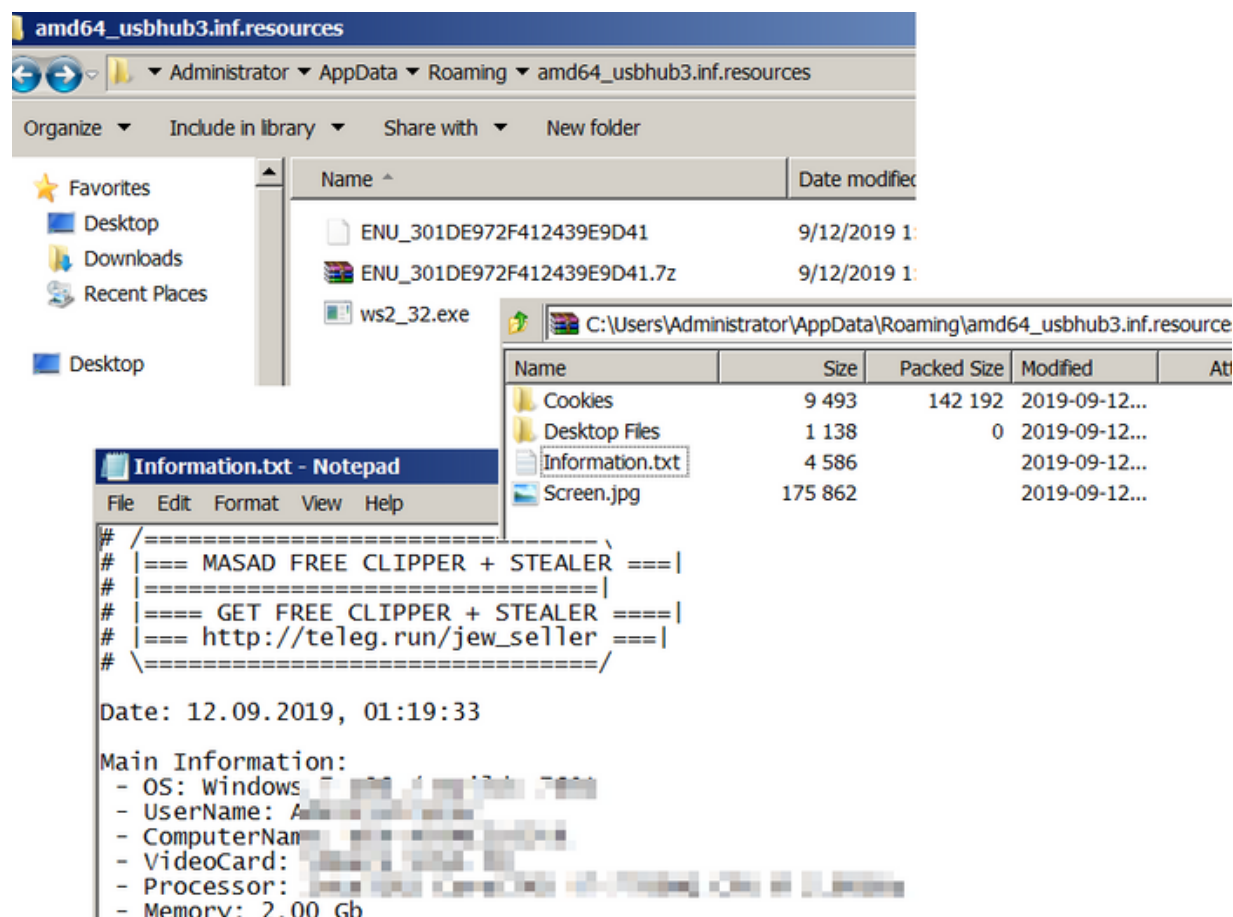 amd64_usbhub3.inf.resources
Administrator AppData Roaming amd64_usbhub3.inf.resources
Organize Include in library Share with New folder
Favorites
Desktop
Downloads
Recent Places
Desktop
Name Date modified
ENU_301DE972F412439E9D41 9/12/2019 1:
ENU_301DE972F412439E9D41.7z 9/12/2019 1:
ws2_32.exe
C:\Users\Administrator\AppData\Roaming\amd64_usbhub3.inf.resource
Name Size Packed Size Modified Att
Cookies 9 493 142 192 2019-09-12...
Desktop Files 1 138 0 2019-09-12...
Information.txt 4 586 2019-09-12...
Screen.jpg 175 862 2019-09-12...
Information.txt - Notepad
File Edit Format View Help
# /===============================\
# |=== MASAD FREE CLIPPER + STEALER ===|
# |===============================|
# |==== GET FREE CLIPPER + STEALER ====|
# |=== http://teleg.run/jew_seller ===|
# \===============================/
Date: 12.09.2019, 01:19:33
Main Information:
- OS: Windows
- UserName: A
- ComputerNam
- VideoCard:
- Processor:
- Memory: 2.00 Gb